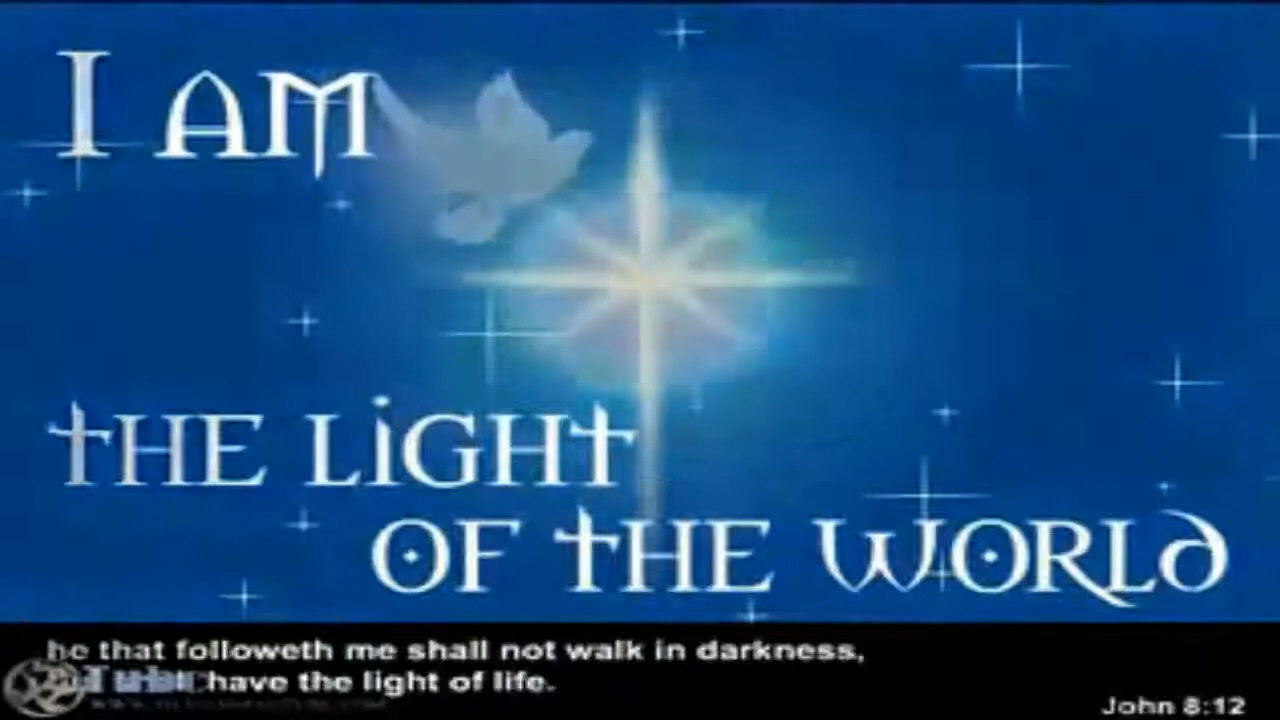 I AM
THE LiGHT
OF THE WORLD
he that followeth me shall not walk in darkness,
have the light of life.
John 8:12